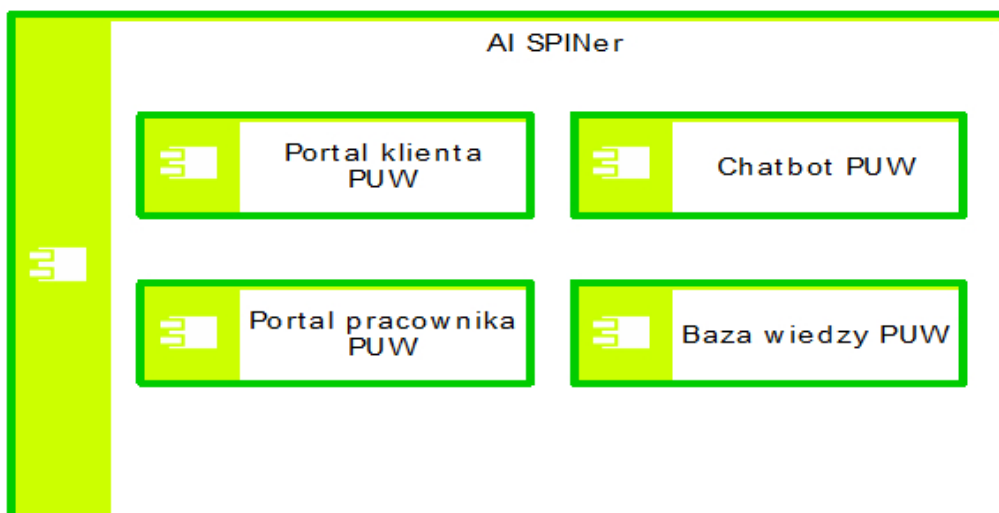 AI SPINer
Portal klienta
PUW
Chatbot PUW
Portal pracownika
PUW
Baza wiedzy PUW